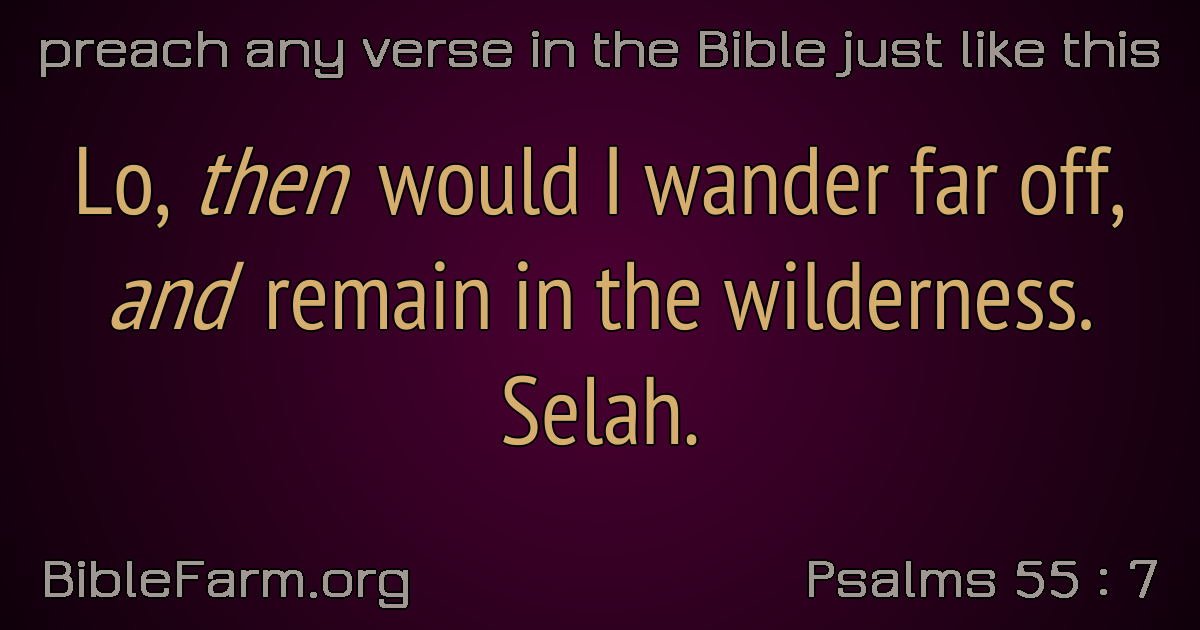 preach any verse in the Bible just like this
Lo, then would I wander far off,
and remain in the wilderness.
Selah.
BibleFarm.org
Psalms 55 : 7